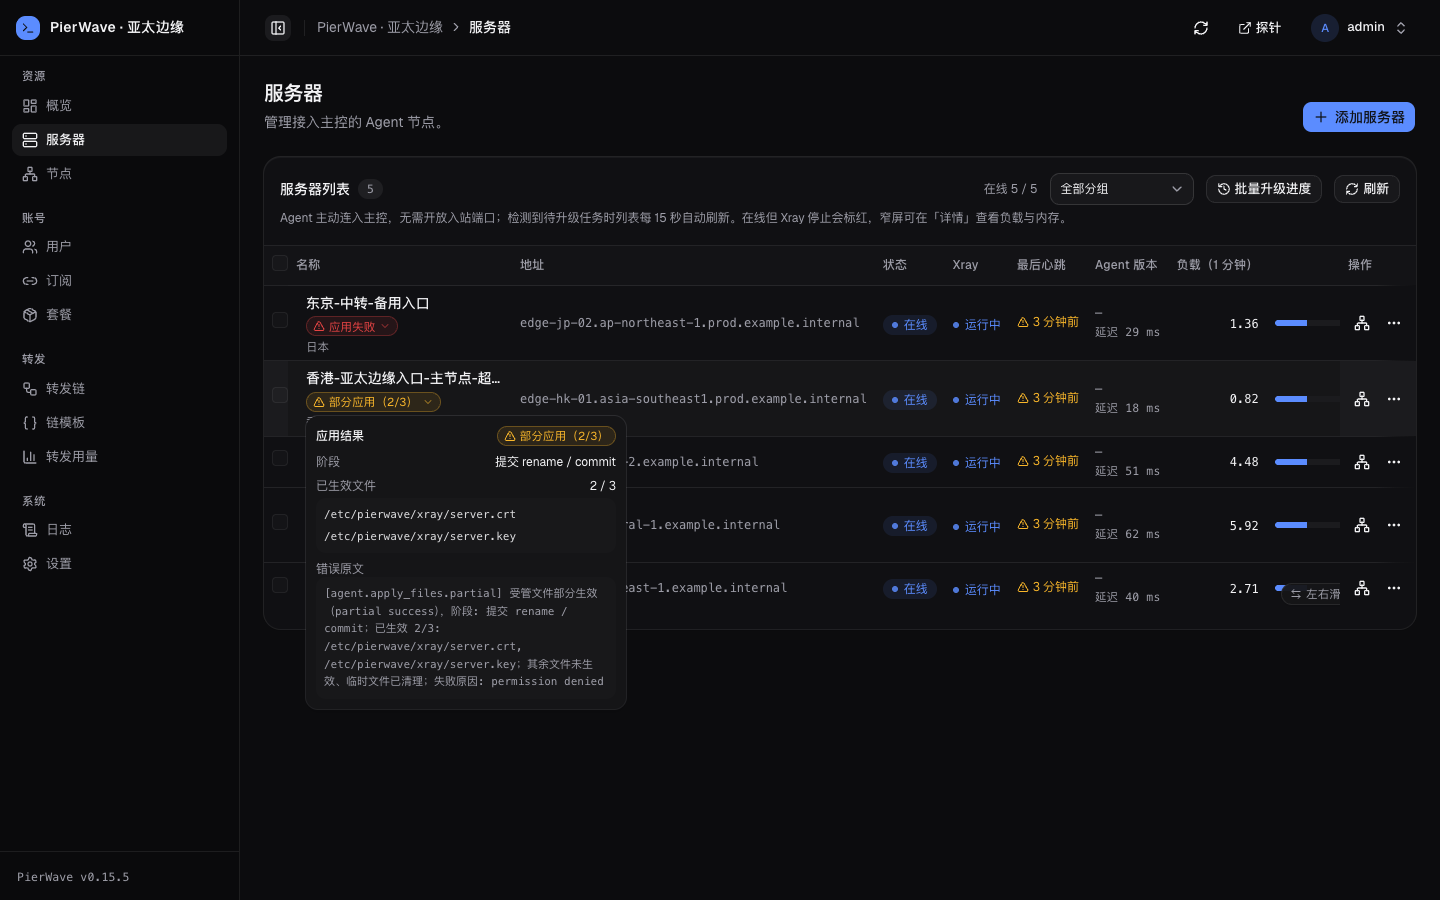 PierWave · 亚太边缘
资源
概览
服务器
节点
账号
用户
订阅
套餐
转发
转发链
链模板
转发用量
系统
日志
设置
PierWave v0.15.5
PierWave · 亚太边缘 > 服务器
探针
A admin
服务器
管理接入主控的 Agent 节点。
添加服务器
服务器列表 5
在线 5 / 5
全部分组
批量升级进度
刷新
Agent 主动连入主控，无需开放入站端口；检测到待升级任务时列表每 15 秒自动刷新。在线但 Xray 停止会标红，窄屏可在「详情」查看负载与内存。
名称 地址 状态 Xray 最后心跳 Agent 版本 负载（1 分钟） 操作
东京-中转-备用入口
应用失败
日本
edge-jp-02.ap-northeast-1.prod.example.internal
在线
运行中
3 分钟前
—
延迟 29 ms
1.36
香港-亚太边缘入口-主节点-超...
部分应用（2/3）
edge-hk-01.asia-southeast1.prod.example.internal
在线
运行中
3 分钟前
—
延迟 18 ms
0.82
-2.example.internal
在线
运行中
3 分钟前
—
延迟 51 ms
4.48
ral-1.example.internal
在线
运行中
3 分钟前
—
延迟 62 ms
5.92
east-1.example.internal
在线
运行中
3 分钟前
—
延迟 40 ms
2.71
左右滑
应用结果
部分应用（2/3）
阶段 提交 rename / commit
已生效文件 2 / 3
/etc/pierwave/xray/server.crt
/etc/pierwave/xray/server.key
错误原文
[agent.apply_files.partial] 受管文件部分生效
（partial success），阶段: 提交 rename /
commit；已生效 2/3:
/etc/pierwave/xray/server.crt,
/etc/pierwave/xray/server.key；其余文件未生
效、临时文件已清理；失败原因: permission denied